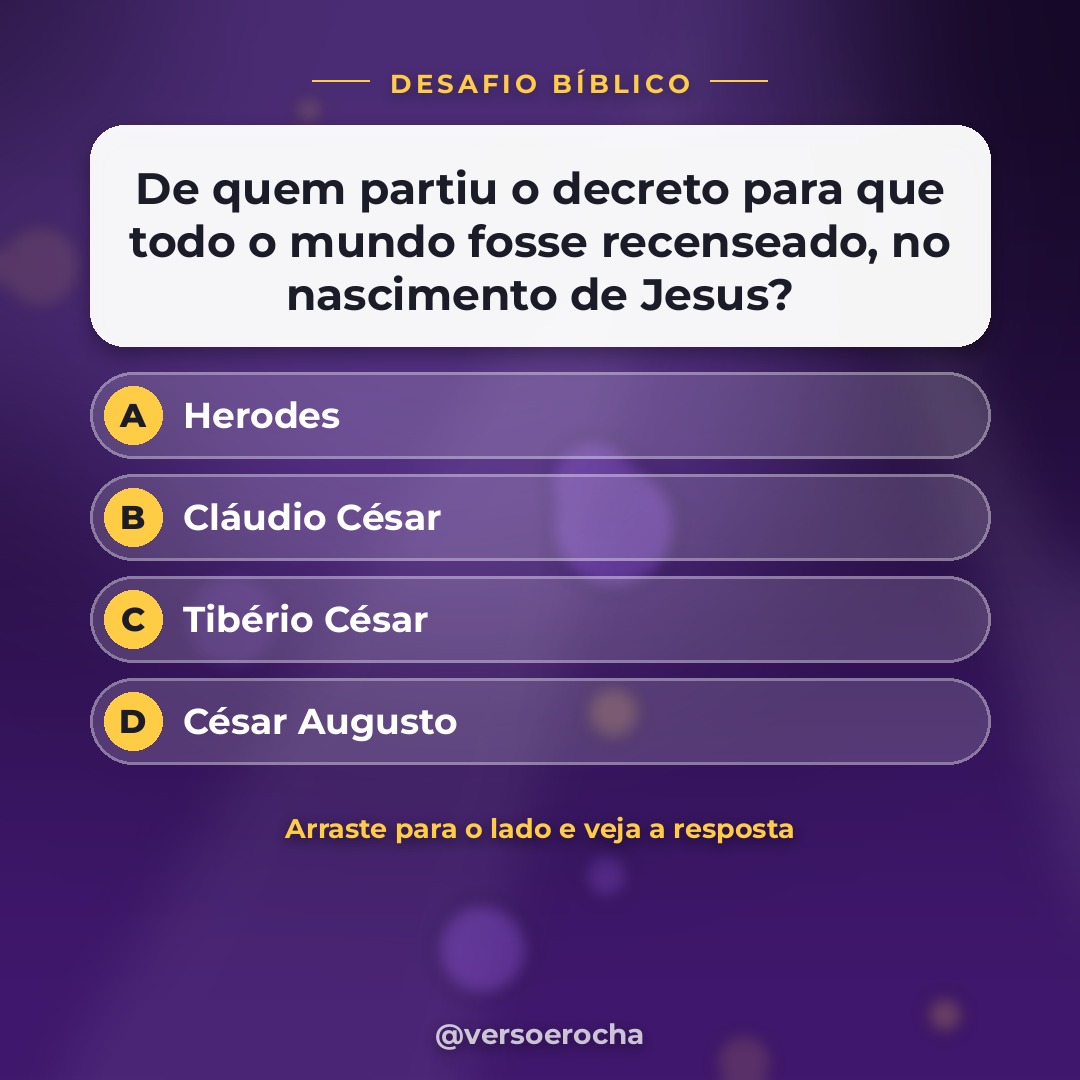 DESAFIO BÍBLICO
De quem partiu o decreto para que
todo o mundo fosse recenseado, no
nascimento de Jesus?
A Herodes
B Cláudio César
C Tibério César
D César Augusto
Arraste para o lado e veja a resposta
@versoerocha